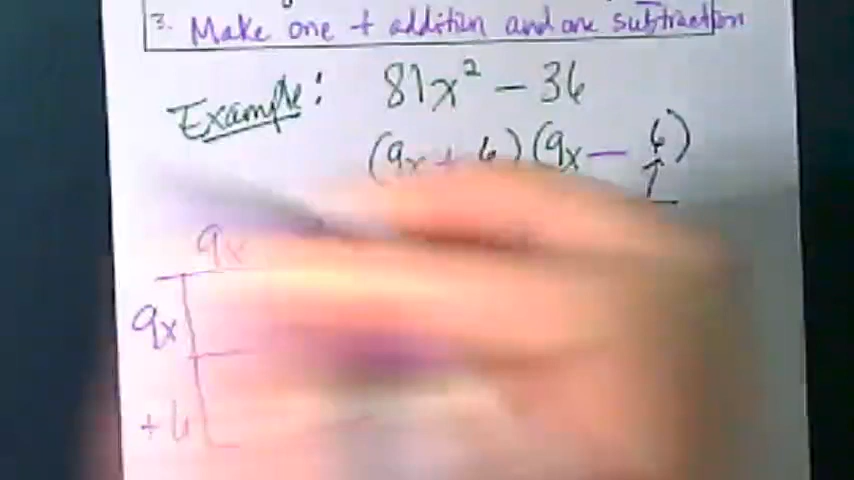 3. Make one + addition and one subtraction
Example: 81x² − 36
(9x + 6)(9x − 6)
9x
9x
+ 6